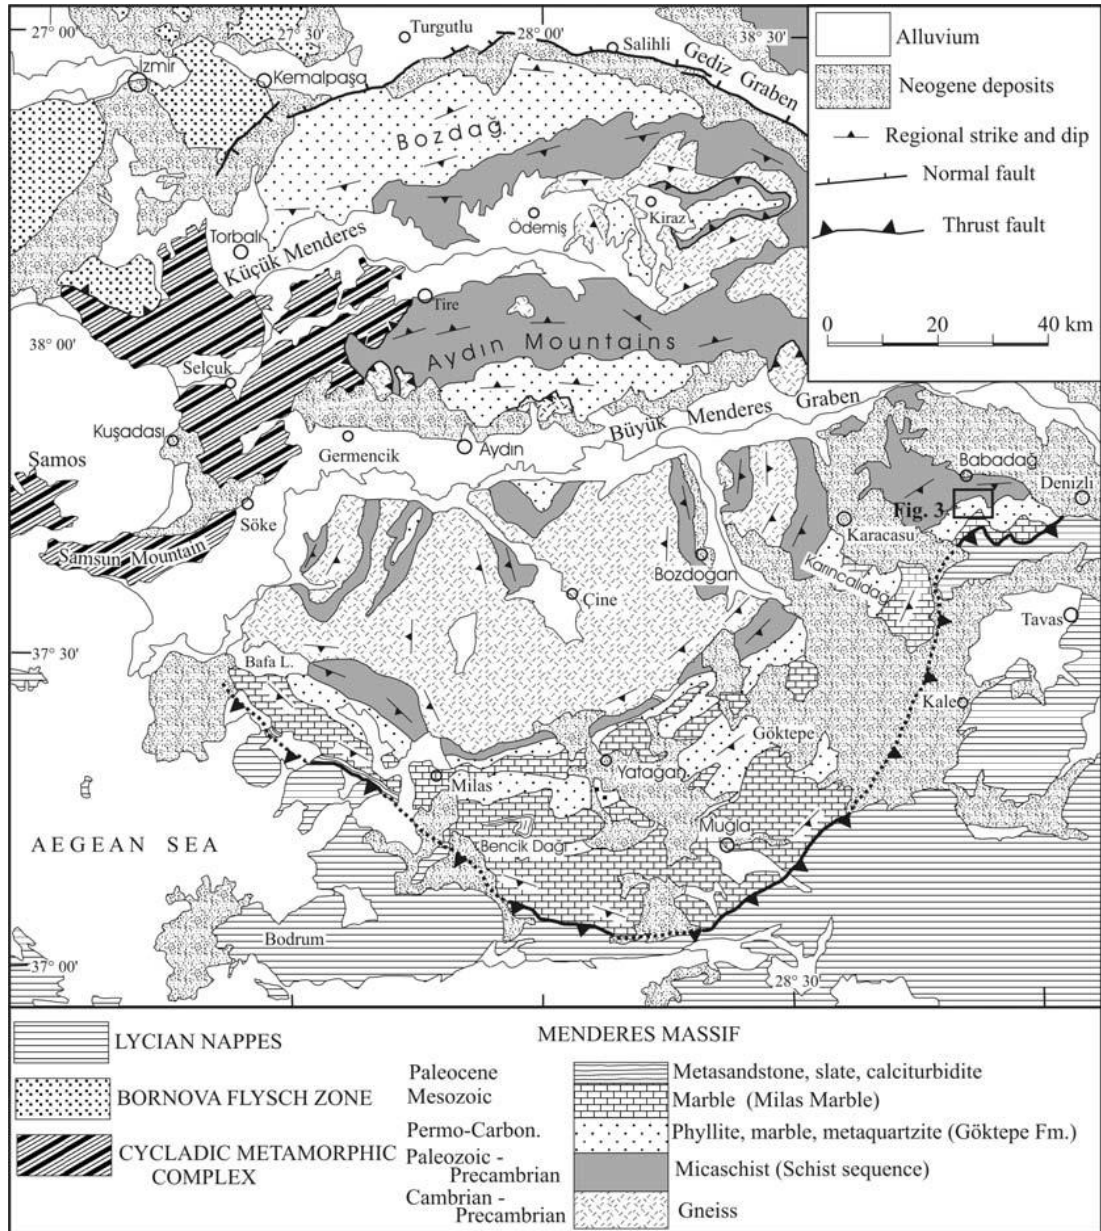 27° 00'
27° 30'
Turgutlu
28° 00'
Salihli
38° 30'
İzmir
Kemalpaşa
Gediz Graben
Bozdağ
Ödemiş
Kiraz
Torbalı
Küçük Menderes
Tire
38° 00'
Aydın Mountains
Selçuk
Büyük Menderes Graben
Kuşadası
Germencik
Aydın
Samos
Söke
Samsun Mountain
Babadağ
Denizli
Fig. 3
Karacasu
Karıncalıdağ
Bozdoğan
Çine
Tavas
37° 30'
Bafa L.
Kale
Göktepe
Yatağan
Milas
Muğla
Bencik Dağı
AEGEAN SEA
Bodrum
37° 00'
28° 30'
Alluvium
Neogene deposits
Regional strike and dip
Normal fault
Thrust fault
0 20 40 km
LYCIAN NAPPES
BORNOVA FLYSCH ZONE
CYCLADIC METAMORPHIC
COMPLEX
MENDERES MASSIF
Paleocene
Metasandstone, slate, calciturbidite
Mesozoic
Marble (Milas Marble)
Permo-Carbon.
Phyllite, marble, metaquartzite (Göktepe Fm.)
Paleozoic -
Precambrian
Micaschist (Schist sequence)
Cambrian -
Precambrian
Gneiss